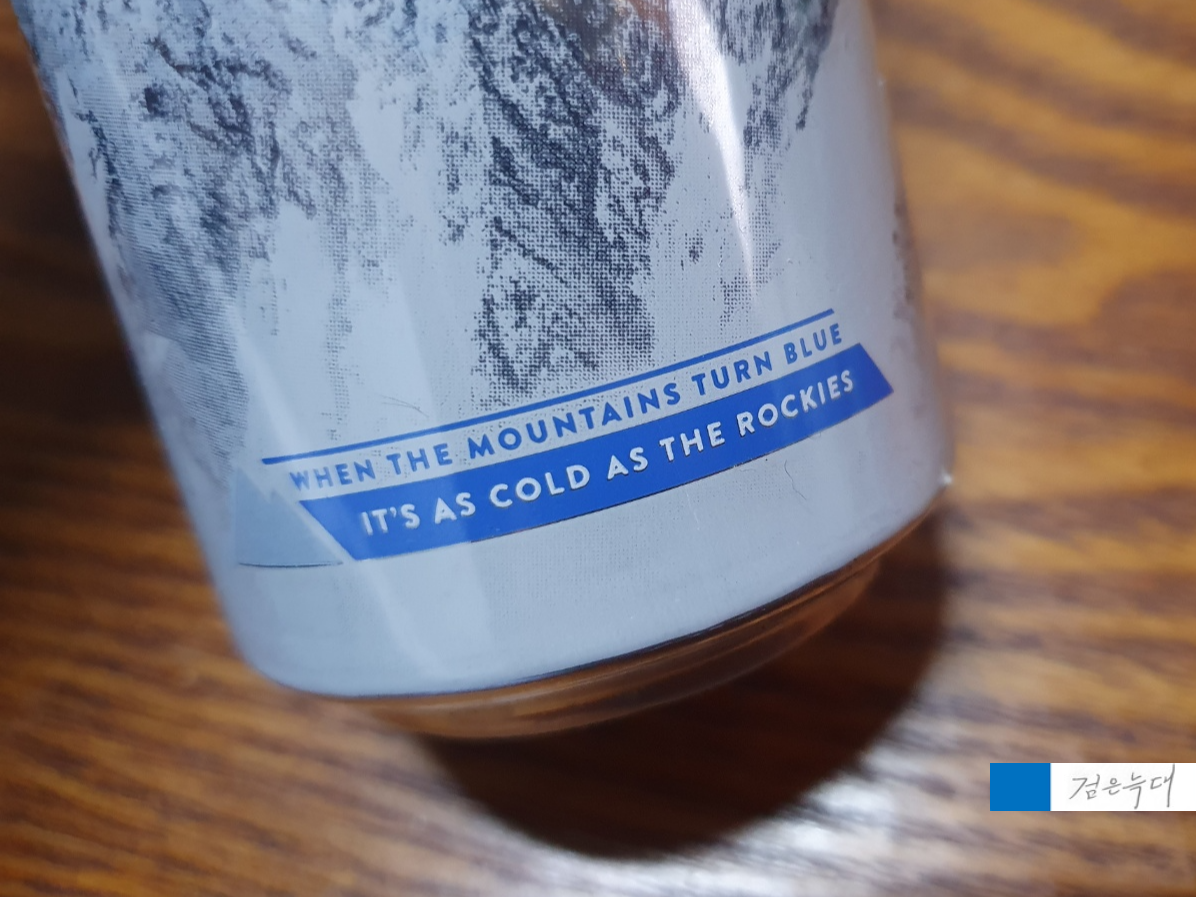 WHEN THE MOUNTAINS TURN BLUE
IT'S AS COLD AS THE ROCKIES
검은늑대